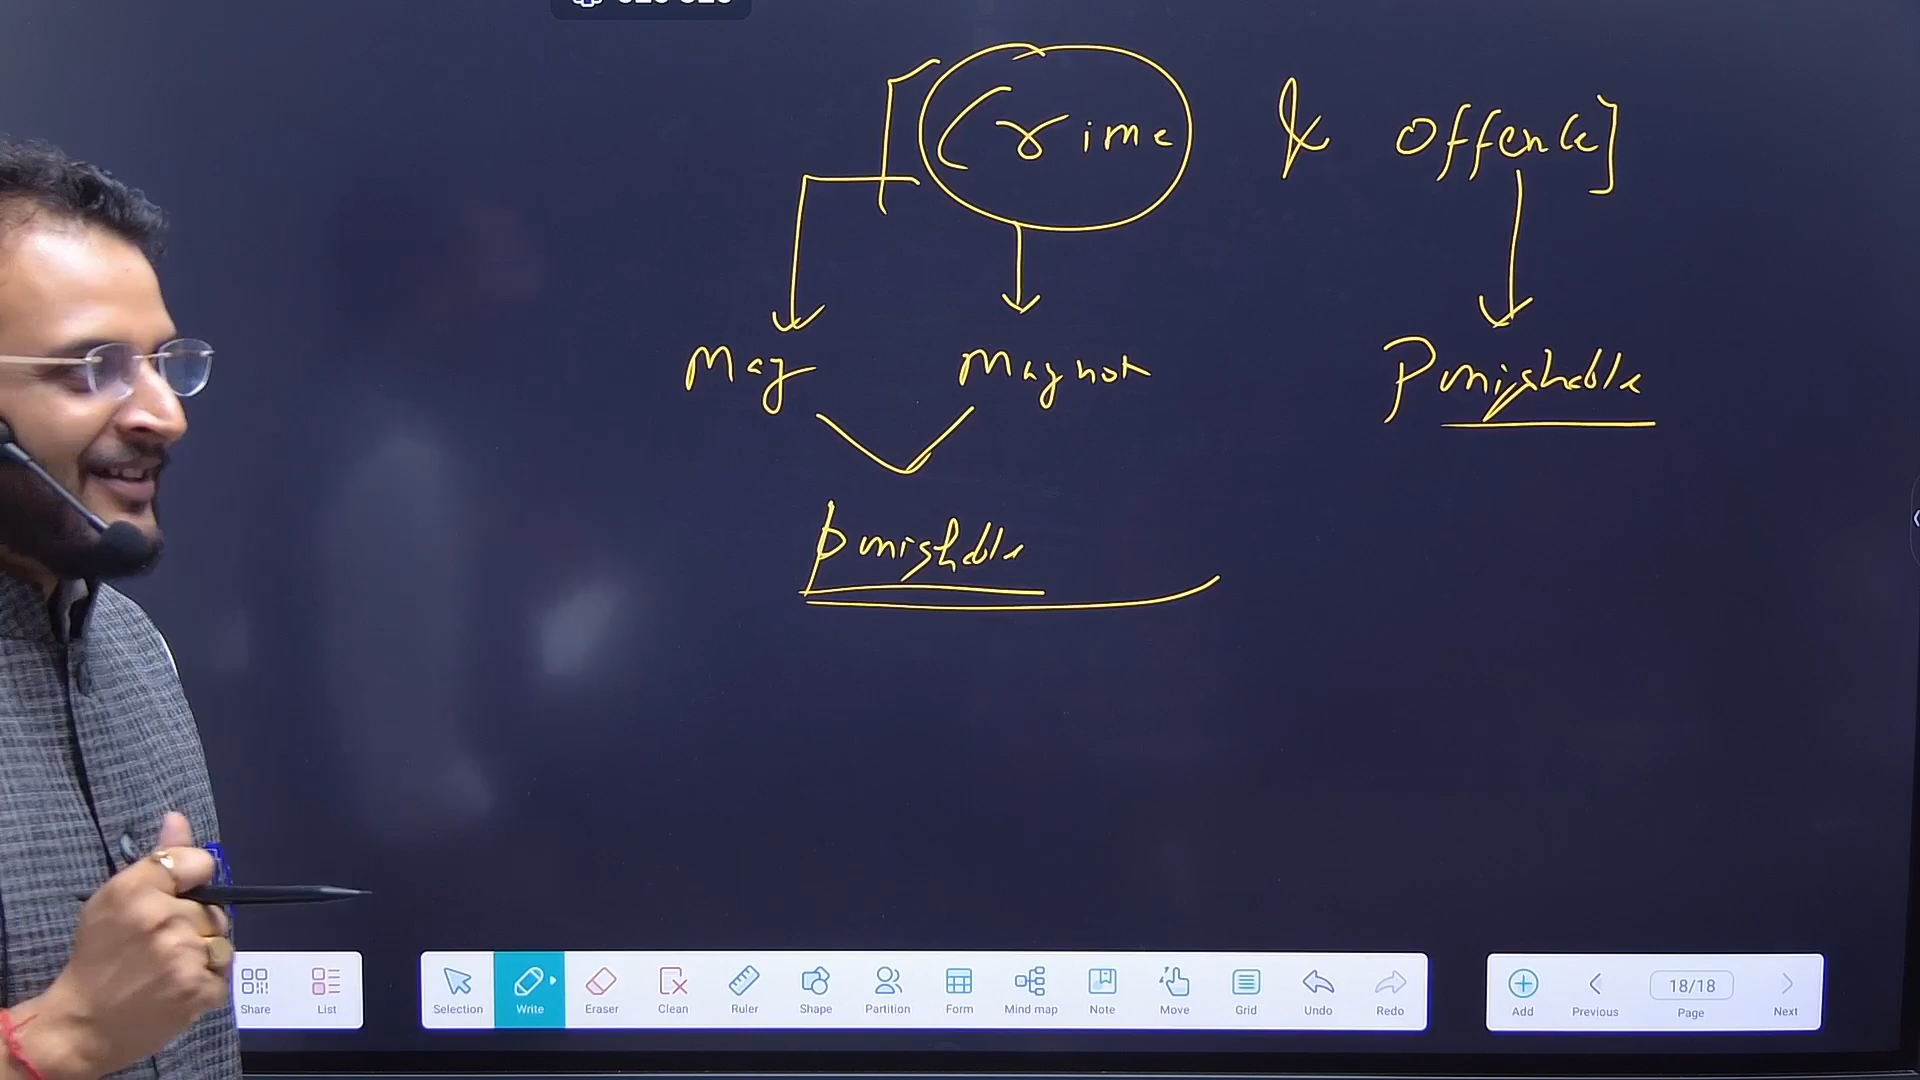 [Crime & Offence]
May May not Punishable
Punishable
Share List Selection Write Eraser Clean Ruler Shape Partition Form Mind map Note Move Grid Undo Redo Add Previous 18/18 Page Next